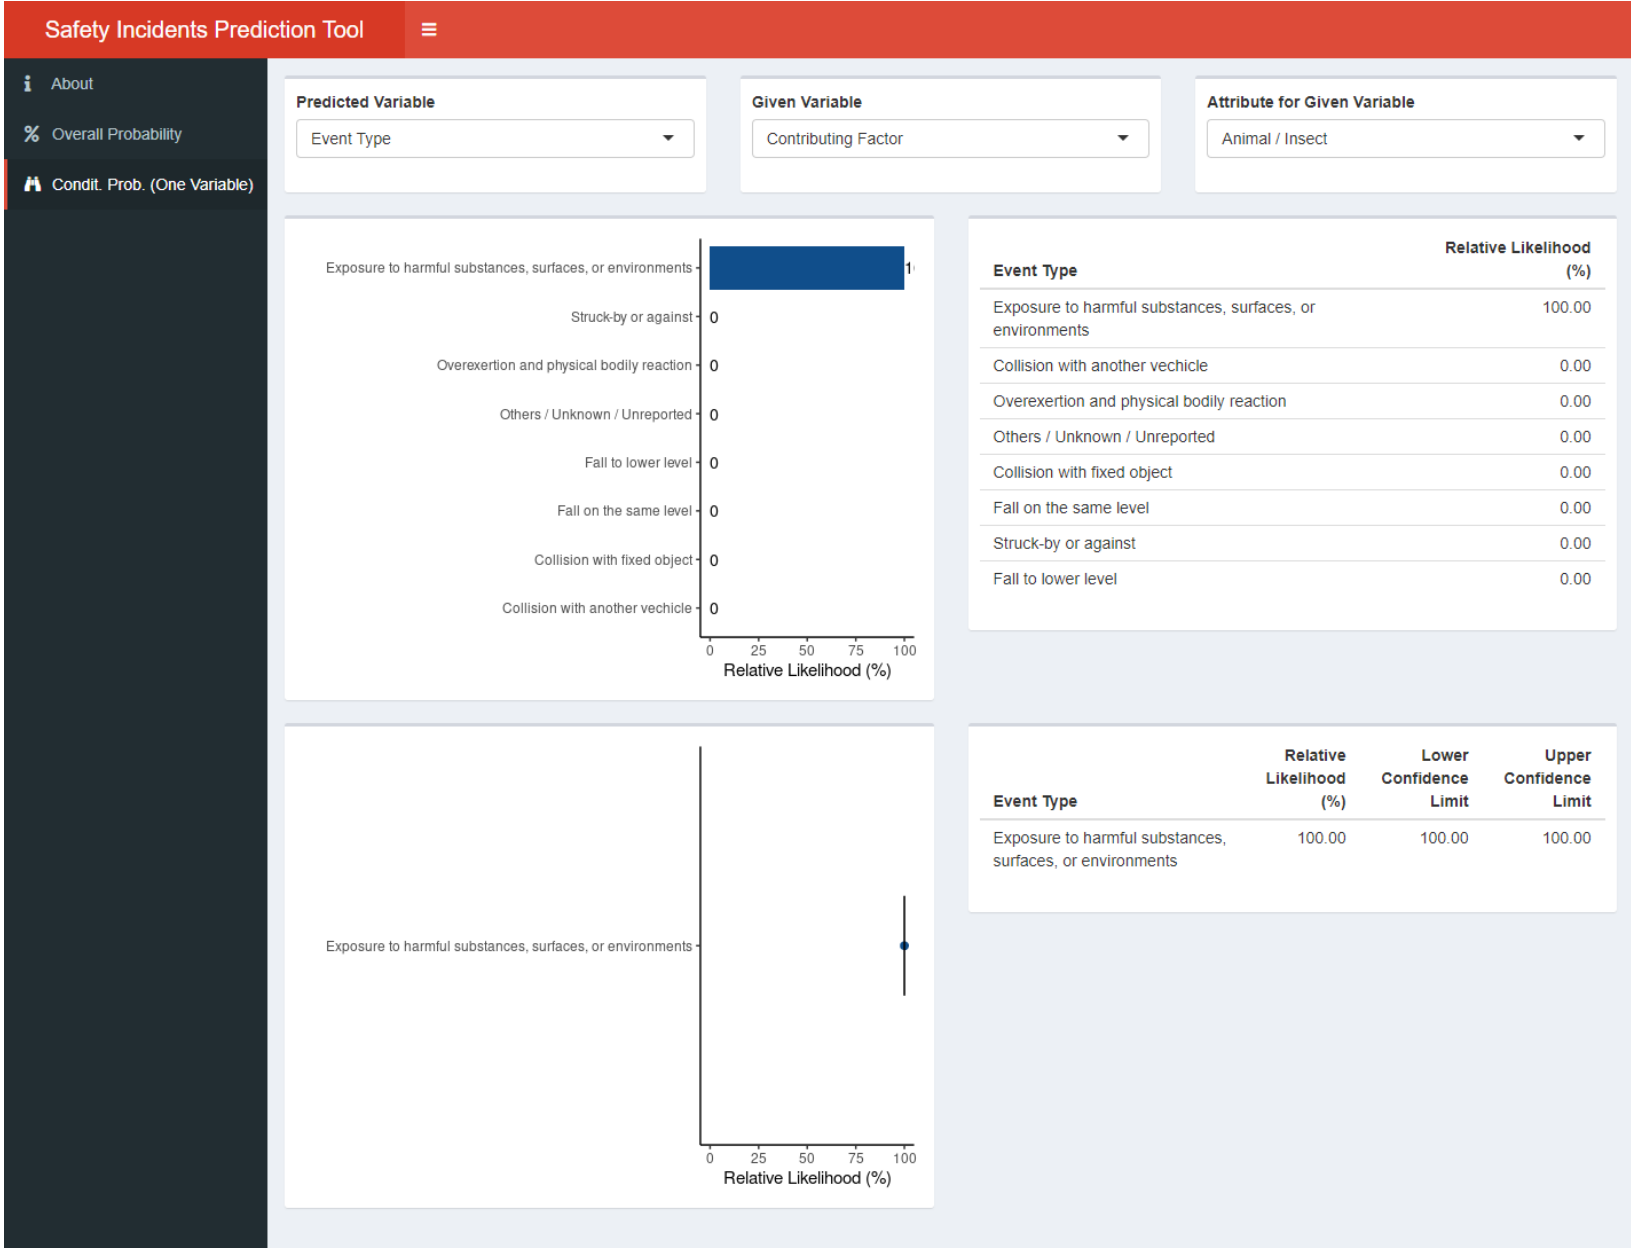 Safety Incidents Prediction Tool
About
Overall Probability
Condit. Prob. (One Variable)
Predicted Variable
Event Type
Given Variable
Contributing Factor
Attribute for Given Variable
Animal / Insect
Exposure to harmful substances, surfaces, or environments
Struck-by or against
0
Overexertion and physical bodily reaction
0
Others / Unknown / Unreported
0
Fall to lower level
0
Fall on the same level
0
Collision with fixed object
0
Collision with another vechicle
0
0 25 50 75 100
Relative Likelihood (%)
Relative Likelihood
Event Type (%)
Exposure to harmful substances, surfaces, or 100.00
environments
Collision with another vechicle 0.00
Overexertion and physical bodily reaction 0.00
Others / Unknown / Unreported 0.00
Collision with fixed object 0.00
Fall on the same level 0.00
Struck-by or against 0.00
Fall to lower level 0.00
Exposure to harmful substances, surfaces, or environments
0 25 50 75 100
Relative Likelihood (%)
Relative Lower Upper
Likelihood Confidence Confidence
Event Type (%) Limit Limit
Exposure to harmful substances, 100.00 100.00 100.00
surfaces, or environments